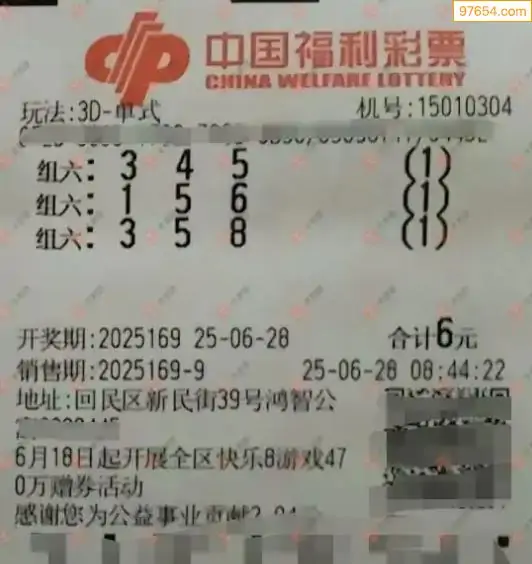 97654.com
中国福利彩票
CHINA WELFARE LOTTERY
玩法:3D-单式 机号:15010304
组六: 3 4 5 (1)
组六: 1 5 6 (1)
组六: 3 5 8 (1)
开奖期:2025169 25-06-28 合计6元
销售期:2025169-9 25-06-28 08:44:22
地址:回民区新民街39号鸿智公
6月18日起开展全区快乐8游戏47
0万赠券活动
感谢您为公益事业贡献2.04元